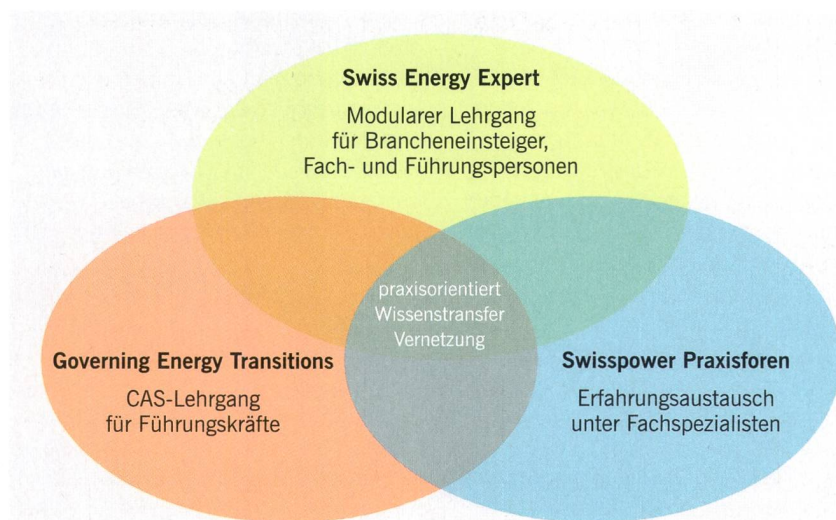 Swiss Energy Expert
Modularer Lehrgang
für Brancheneinsteiger,
Fach- und Führungspersonen
praxisorientiert
Wissenstransfer
Vernetzung
Governing Energy Transitions
CAS-Lehrgang
für Führungskräfte
Swisspower Praxisforen
Erfahrungsaustausch
unter Fachspezialisten